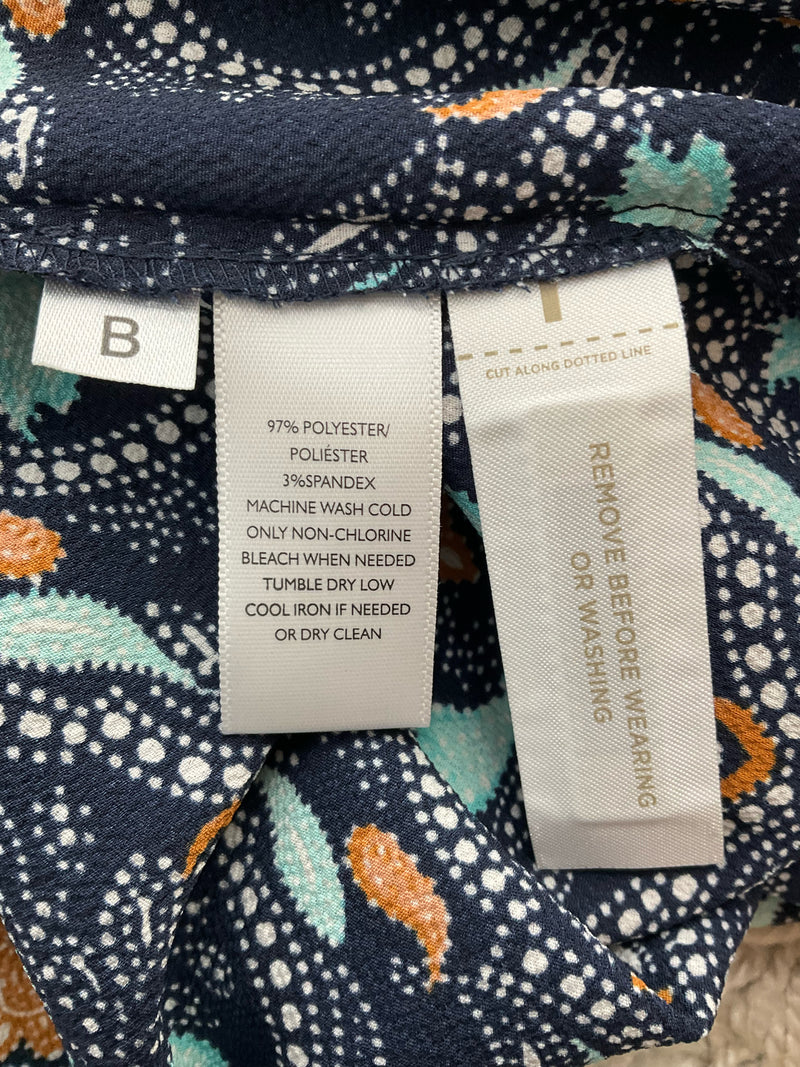 B
97% POLYESTER/
POLIÉSTER
3%SPANDEX
MACHINE WASH COLD
ONLY NON-CHLORINE
BLEACH WHEN NEEDED
TUMBLE DRY LOW
COOL IRON IF NEEDED
OR DRY CLEAN
CUT ALONG DOTTED LINE
REMOVE BEFORE WEARING
OR WASHING